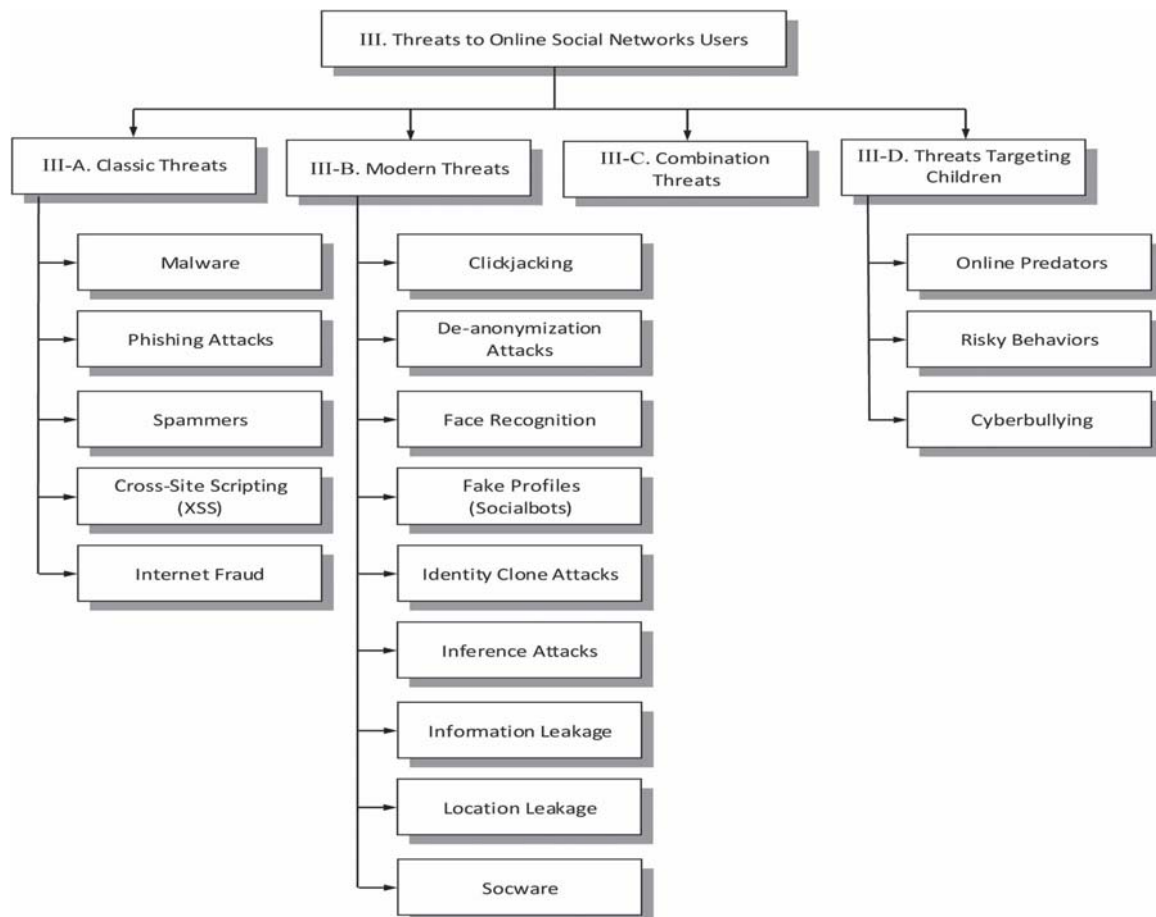 III. Threats to Online Social Networks Users
III-A. Classic Threats
Malware
Phishing Attacks
Spammers
Cross-Site Scripting
(XSS)
Internet Fraud
III-B. Modern Threats
Clickjacking
De-anonymization
Attacks
Face Recognition
Fake Profiles
(Socialbots)
Identity Clone Attacks
Inference Attacks
Information Leakage
Location Leakage
Socware
III-C. Combination
Threats
III-D. Threats Targeting
Children
Online Predators
Risky Behaviors
Cyberbullying